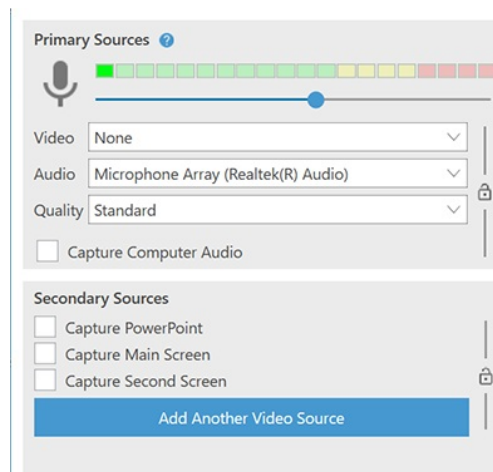 Primary Sources ?
Video None
Audio Microphone Array (Realtek(R) Audio)
Quality Standard
Capture Computer Audio
Secondary Sources
Capture PowerPoint
Capture Main Screen
Capture Second Screen
Add Another Video Source